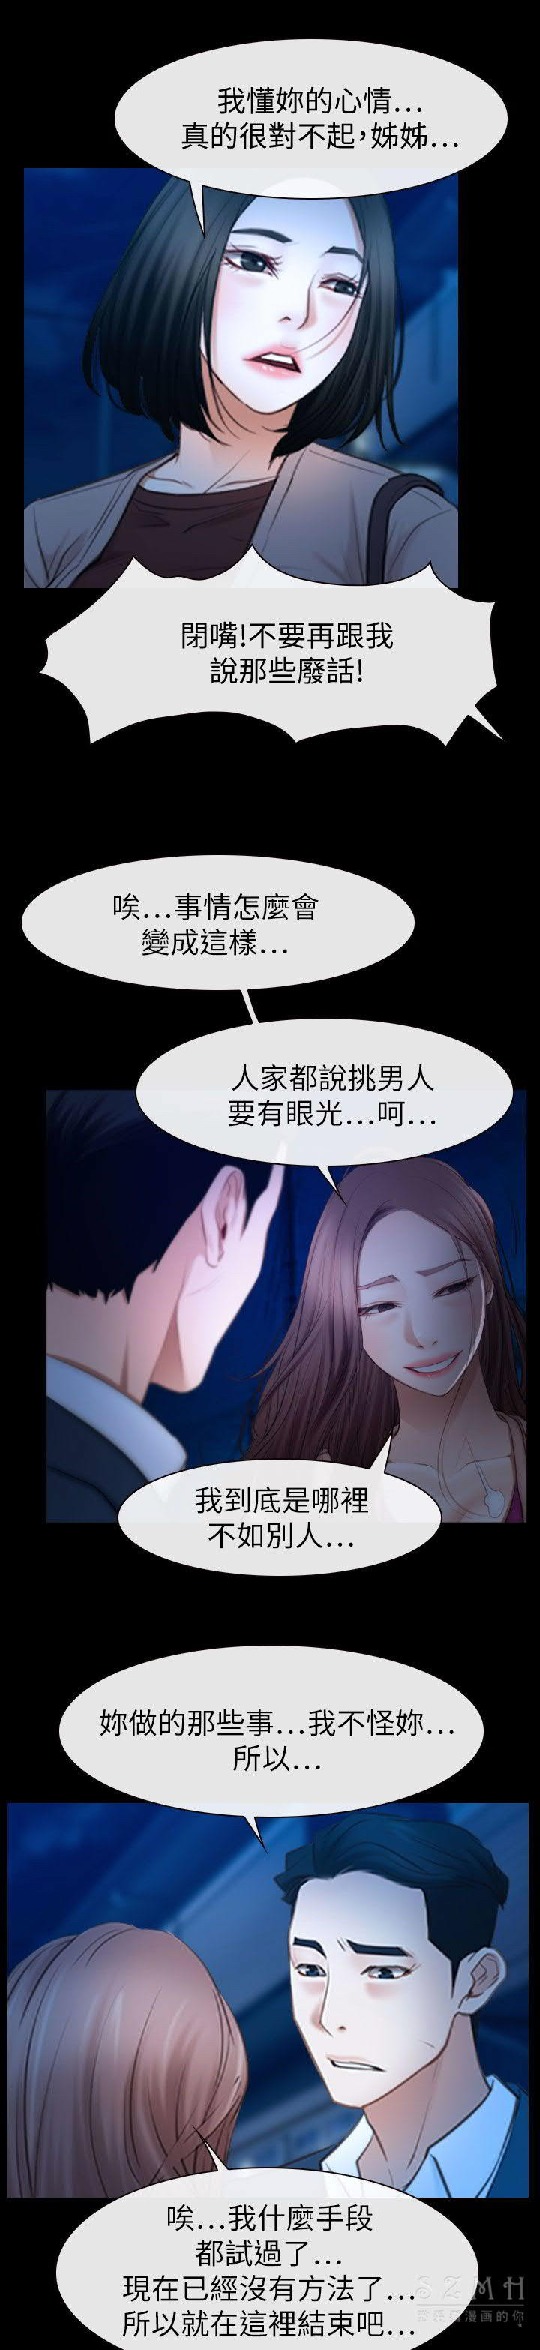 我懂妳的心情...
真的很對不起,姊姊...
閉嘴!不要再跟我
說那些廢話!
唉...事情怎麼會
變成這樣...
人家都說挑男人
要有眼光...呵...
我到底是哪裡
不如別人...
妳做的那些事...我不怪妳...
所以...
唉...我什麼手段
都試過了...
現在已經沒有方法了...
所以就在這裡結束吧...
SZMH